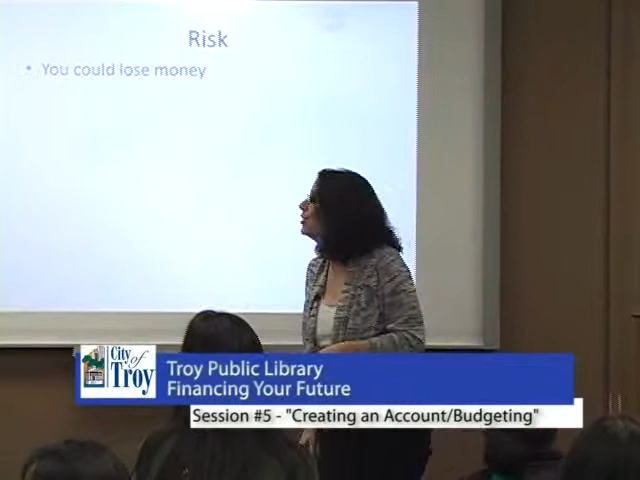 Risk
• You could lose money
City of
Troy
Troy Public Library
Financing Your Future
Session #5 - "Creating an Account/Budgeting"